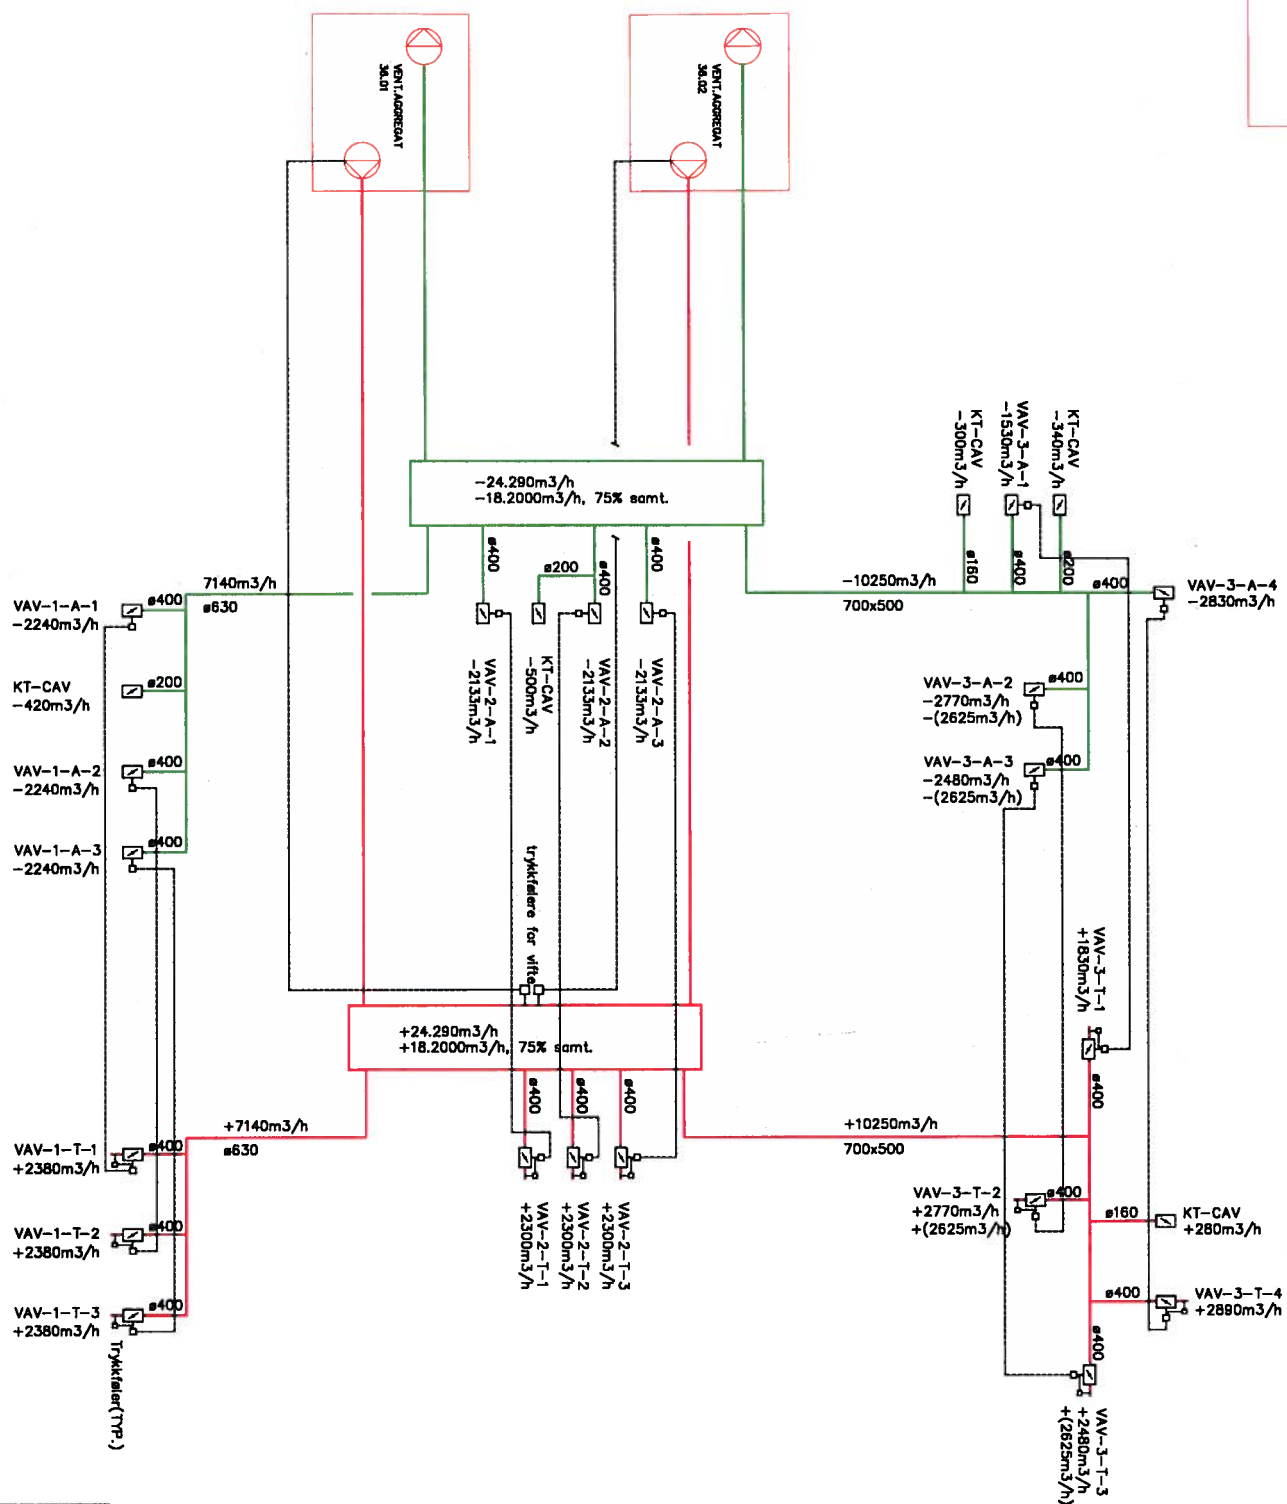 VENT.AGGREGAT
36.01
VENT.AGGREGAT
36.02
-24.290m3/h
-18.2000m3/h, 75% samt.
KT-CAV
-300m3/h
VAV-3-A-1
-1530m3/h
KT-CAV
-340m3/h
ø160
ø400
ø200
ø400
-10250m3/h
700x500
VAV-3-A-4
-2830m3/h
7140m3/h
ø630
VAV-1-A-1
-2240m3/h
ø400
KT-CAV
-420m3/h
ø200
VAV-1-A-2
-2240m3/h
ø400
VAV-1-A-3
-2240m3/h
ø400
ø400
ø200
ø400
ø400
VAV-2-A-1
-2133m3/h
KT-CAV
-500m3/h
VAV-2-A-2
-2133m3/h
VAV-2-A-3
-2133m3/h
VAV-3-A-2
-2770m3/h
-(2625m3/h)
ø400
VAV-3-A-3
-2480m3/h
-(2625m3/h)
ø400
trykkfølere for vifte
+24.290m3/h
+18.2000m3/h, 75% samt.
VAV-3-T-1
+1830m3/h
ø400
+7140m3/h
ø630
ø400
ø400
ø400
+10250m3/h
700x500
VAV-1-T-1
+2380m3/h
ø400
VAV-1-T-2
+2380m3/h
ø400
VAV-1-T-3
+2380m3/h
ø400
Trykkføler(TYP.)
VAV-2-T-1
+2300m3/h
VAV-2-T-2
+2300m3/h
VAV-2-T-3
+2300m3/h
VAV-3-T-2
+2770m3/h
+(2625m3/h)
ø400
ø160
KT-CAV
+280m3/h
ø400
VAV-3-T-4
+2890m3/h
ø400
VAV-3-T-3
+2480m3/h
+(2625m3/h)